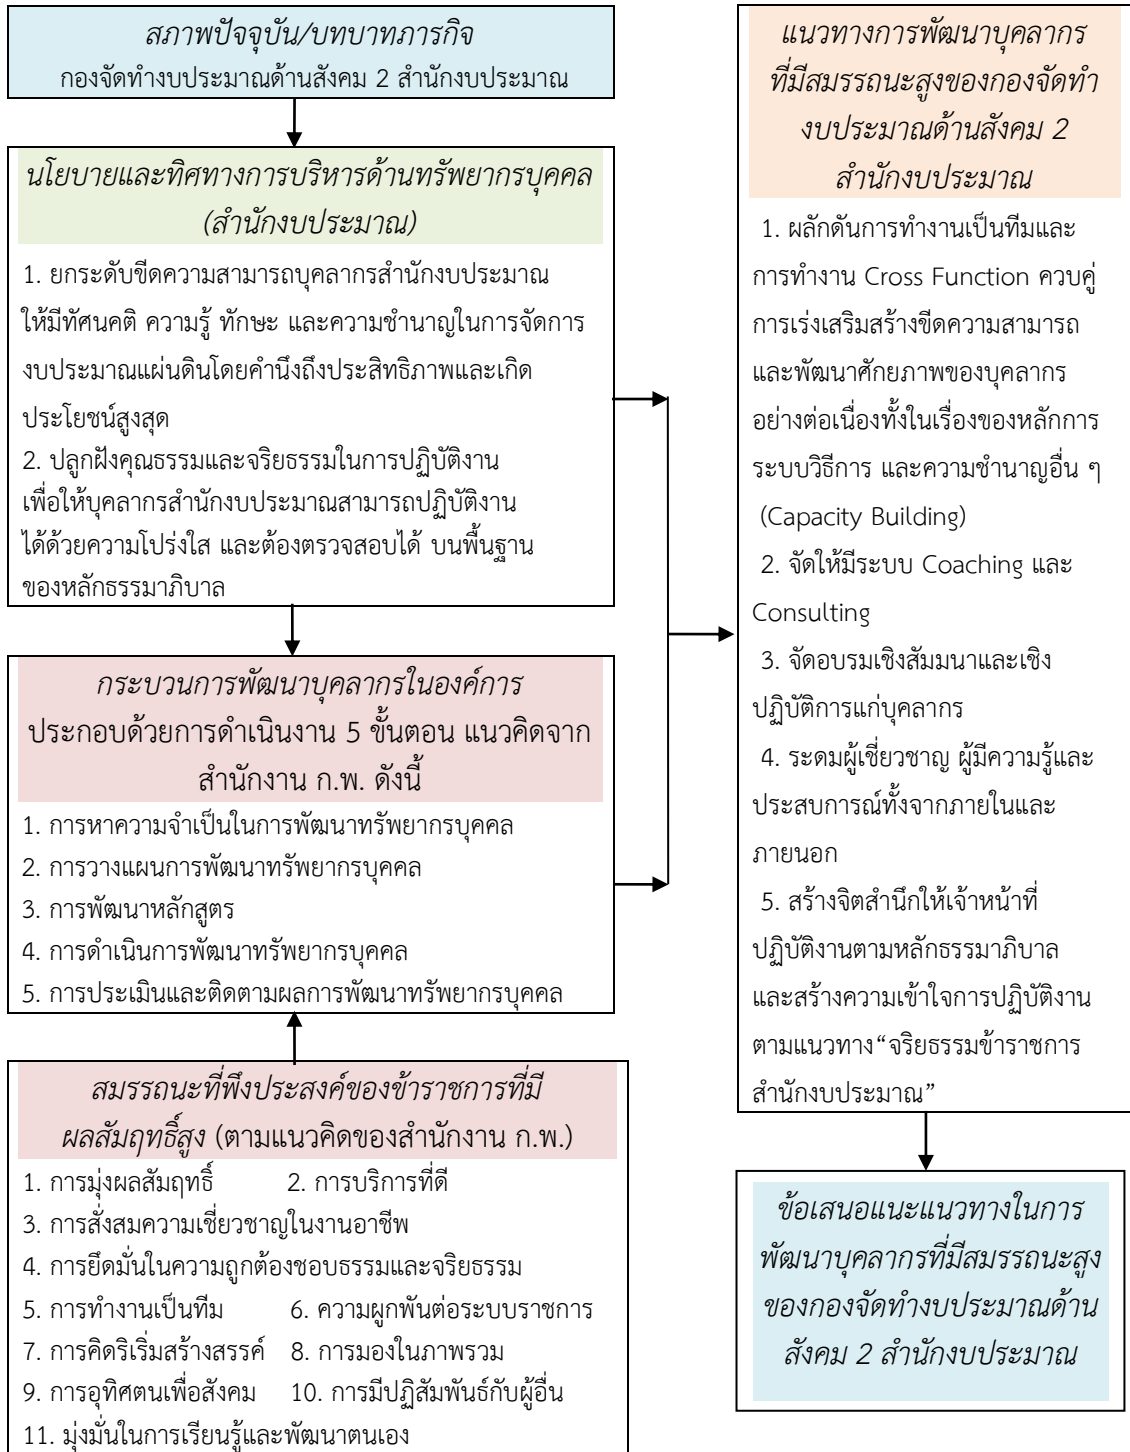 สภาพปัจจุบัน/บทบาทภารกิจ
กองจัดทำงบประมาณด้านสังคม 2 สำนักงบประมาณ
นโยบายและทิศทางการบริหารด้านทรัพยากรบุคคล
(สำนักงบประมาณ)
1. ยกระดับขีดความสามารถบุคลากรสำนักงบประมาณ
ให้มีทัศนคติ ความรู้ ทักษะ และความชำนาญในการจัดการ
งบประมาณแผ่นดินโดยคำนึงถึงประสิทธิภาพและเกิด
ประโยชน์สูงสุด
2. ปลูกฝังคุณธรรมและจริยธรรมในการปฏิบัติงาน
เพื่อให้บุคลากรสำนักงบประมาณสามารถปฏิบัติงาน
ได้ด้วยความโปร่งใส และต้องตรวจสอบได้ บนพื้นฐาน
ของหลักธรรมาภิบาล
กระบวนการพัฒนาบุคลากรในองค์การ
ประกอบด้วยการดำเนินงาน 5 ขั้นตอน แนวคิดจาก
สำนักงาน ก.พ. ดังนี้
1. การหาความจำเป็นในการพัฒนาทรัพยากรบุคคล
2. การวางแผนการพัฒนาทรัพยากรบุคคล
3. การพัฒนาหลักสูตร
4. การดำเนินการพัฒนาทรัพยากรบุคคล
5. การประเมินและติดตามผลการพัฒนาทรัพยากรบุคคล
สมรรถนะที่พึงประสงค์ของข้าราชการที่มี
ผลสัมฤทธิ์สูง (ตามแนวคิดของสำนักงาน ก.พ.)
1. การมุ่งผลสัมฤทธิ์ 2. การบริการที่ดี
3. การสั่งสมความเชี่ยวชาญในงานอาชีพ
4. การยึดมั่นในความถูกต้องชอบธรรมและจริยธรรม
5. การทำงานเป็นทีม 6. ความผูกพันต่อระบบราชการ
7. การคิดริเริ่มสร้างสรรค์ 8. การมองในภาพรวม
9. การอุทิศตนเพื่อสังคม 10. การมีปฏิสัมพันธ์กับผู้อื่น
11. มุ่งมั่นในการเรียนรู้และพัฒนาตนเอง
แนวทางการพัฒนาบุคลากร
ที่มีสมรรถนะสูงของกองจัดทำ
งบประมาณด้านสังคม 2
สำนักงบประมาณ
1. ผลักดันการทำงานเป็นทีมและ
การทำงาน Cross Function ควบคู่
การเร่งเสริมสร้างขีดความสามารถ
และพัฒนาศักยภาพของบุคลากร
อย่างต่อเนื่องทั้งในเรื่องของหลักการ
ระบบวิธีการ และความชำนาญอื่น ๆ
(Capacity Building)
2. จัดให้มีระบบ Coaching และ
Consulting
3. จัดอบรมเชิงสัมมนาและเชิง
ปฏิบัติการแก่บุคลากร
4. ระดมผู้เชี่ยวชาญ ผู้มีความรู้และ
ประสบการณ์ทั้งจากภายในและ
ภายนอก
5. สร้างจิตสำนึกให้เจ้าหน้าที่
ปฏิบัติงานตามหลักธรรมาภิบาล
และสร้างความเข้าใจการปฏิบัติงาน
ตามแนวทาง“จริยธรรมข้าราชการ
สำนักงบประมาณ”
ข้อเสนอแนะแนวทางในการ
พัฒนาบุคลากรที่มีสมรรถนะสูง
ของกองจัดทำงบประมาณด้าน
สังคม 2 สำนักงบประมาณ